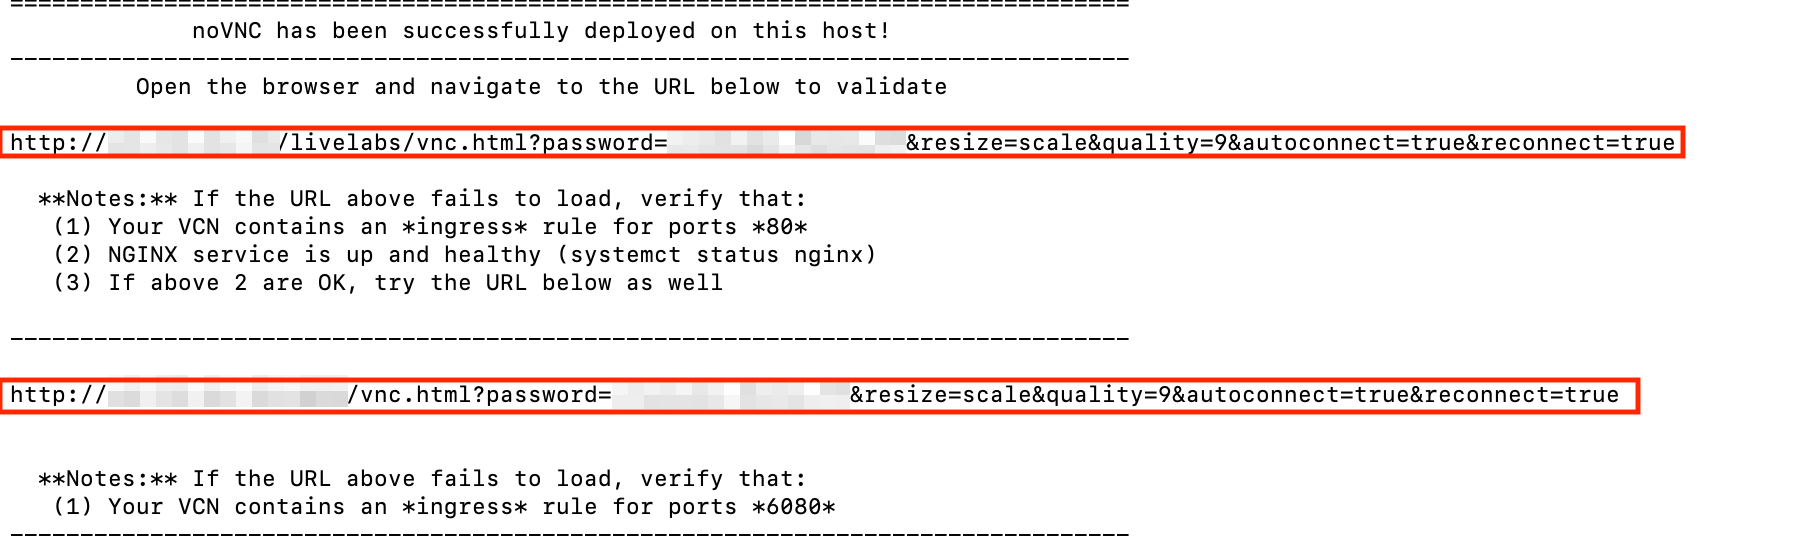 ================================================================================
noVNC has been successfully deployed on this host!
--------------------------------------------------------------------------------
Open the browser and navigate to the URL below to validate
http:///livelabs/vnc.html?password=&resize=scale&quality=9&autoconnect=true&reconnect=true
**Notes:** If the URL above fails to load, verify that:
(1) Your VCN contains an *ingress* rule for ports *80*
(2) NGINX service is up and healthy (systemct status nginx)
(3) If above 2 are OK, try the URL below as well
--------------------------------------------------------------------------------
http:///vnc.html?password=&resize=scale&quality=9&autoconnect=true&reconnect=true
**Notes:** If the URL above fails to load, verify that:
(1) Your VCN contains an *ingress* rule for ports *6080*
--------------------------------------------------------------------------------